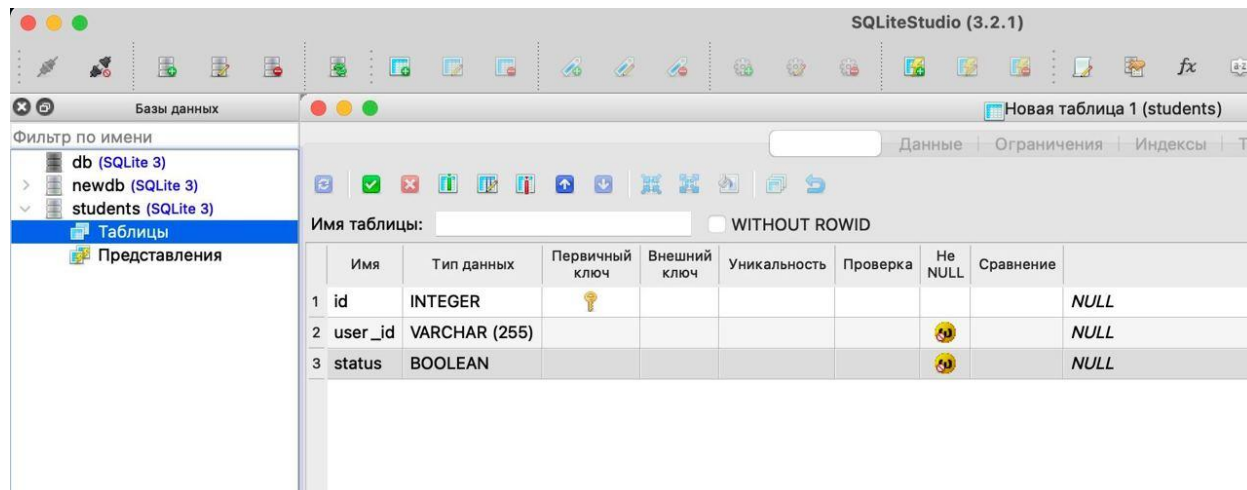 SQLiteStudio (3.2.1)
fx
a-z
Базы данных
Новая таблица 1 (students)
Фильтр по имени
Данные Ограничения Индексы Т
db (SQLite 3)
newdb (SQLite 3)
students (SQLite 3)
Таблицы
Представления
Имя таблицы: WITHOUT ROWID
Имя Тип данных Первичный ключ Внешний ключ Уникальность Проверка Не NULL Сравнение
1 id INTEGER NULL
2 user_id VARCHAR (255) NULL
3 status BOOLEAN NULL